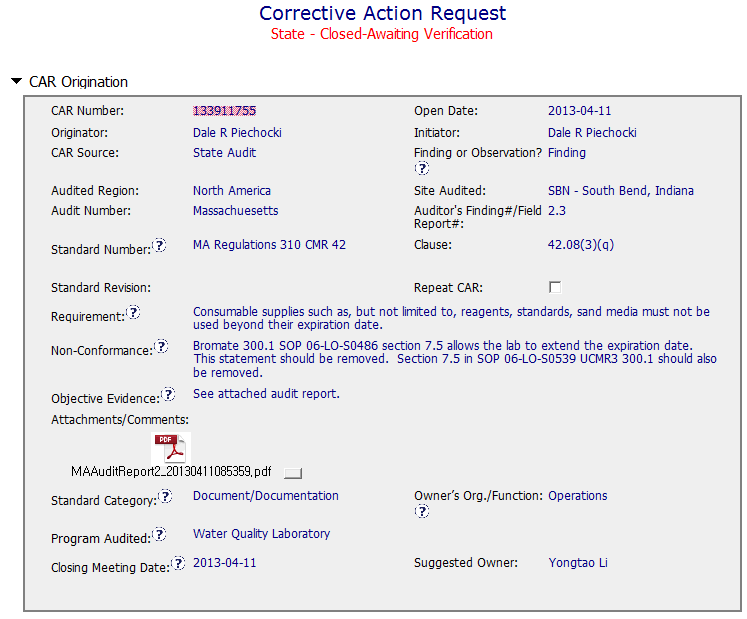 Corrective Action Request
State - Closed-Awaiting Verification
CAR Origination
CAR Number: 133911755 Open Date: 2013-04-11
Originator: Dale R Piechocki Initiator: Dale R Piechocki
CAR Source: State Audit Finding or Observation? Finding
?
Audited Region: North America Site Audited: SBN - South Bend, Indiana
Audit Number: Massachuesetts Auditor's Finding#/Field 2.3
Report#:
Standard Number: ? MA Regulations 310 CMR 42 Clause: 42.08(3)(q)
Standard Revision: Repeat CAR:
Requirement: ? Consumable supplies such as, but not limited to, reagents, standards, sand media must not be
used beyond their expiration date.
Non-Conformance: ? Bromate 300.1 SOP 06-LO-S0486 section 7.5 allows the lab to extend the expiration date.
This statement should be removed. Section 7.5 in SOP 06-LO-S0539 UCMR3 300.1 should also
be removed.
Objective Evidence: ? See attached audit report.
Attachments/Comments:
PDF
MAAuditReport2_20130411085359.pdf
Standard Category: ? Document/Documentation Owner's Org./Function: Operations
?
Program Audited: ? Water Quality Laboratory
Closing Meeting Date: ? 2013-04-11 Suggested Owner: Yongtao Li